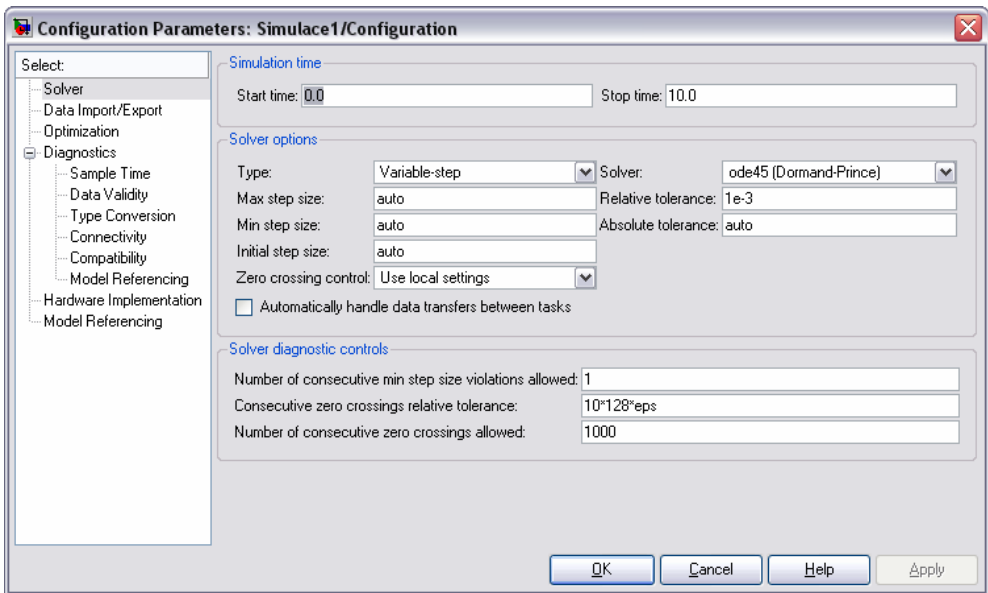 Configuration Parameters: Simulace1/Configuration
Select:
Solver
Data Import/Export
Optimization
Diagnostics
Sample Time
Data Validity
Type Conversion
Connectivity
Compatibility
Model Referencing
Hardware Implementation
Model Referencing
Simulation time
Start time: 0.0 Stop time: 10.0
Solver options
Type: Variable-step Solver: ode45 (Dormand-Prince)
Max step size: auto Relative tolerance: 1e-3
Min step size: auto Absolute tolerance: auto
Initial step size: auto
Zero crossing control: Use local settings
Automatically handle data transfers between tasks
Solver diagnostic controls
Number of consecutive min step size violations allowed: 1
Consecutive zero crossings relative tolerance: 10*128*eps
Number of consecutive zero crossings allowed: 1000
OK Cancel Help Apply